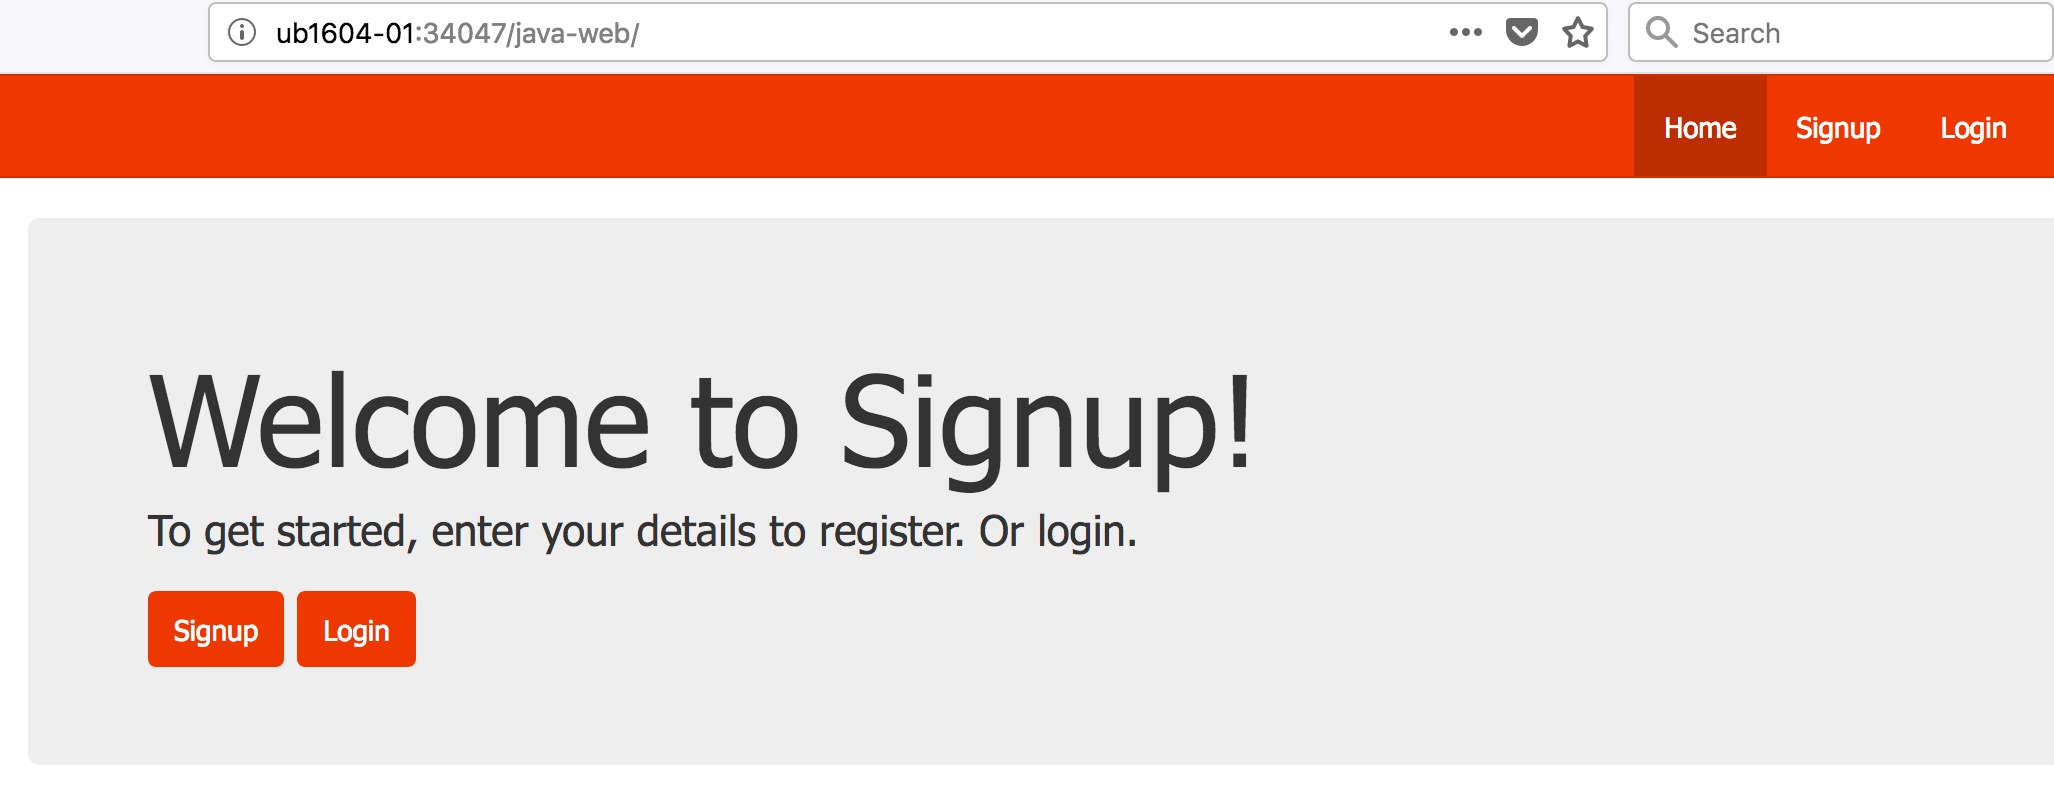 ub1604-01:34047/java-web/
Search
Home Signup Login
Welcome to Signup!
To get started, enter your details to register. Or login.
Signup Login